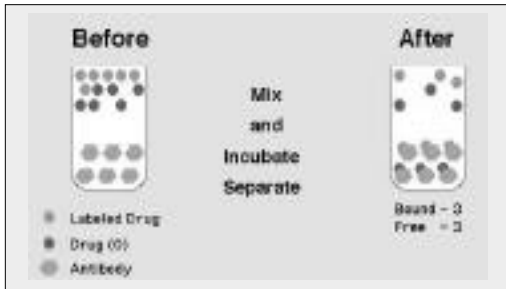 Before
After
Mix
and
Incubate
Separate
Labeled Drug
Drug (0)
Antibody
Bound - 3
Free - 3